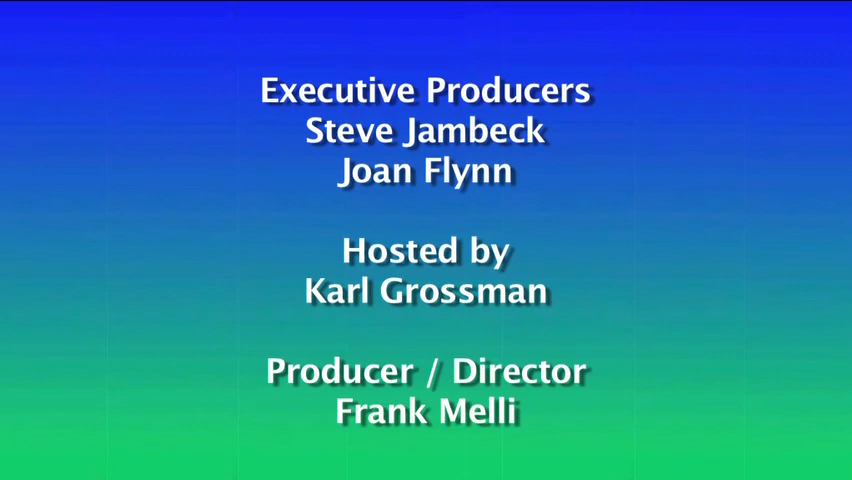 Executive Producers
Steve Jambeck
Joan Flynn
Hosted by
Karl Grossman
Producer / Director
Frank Melli